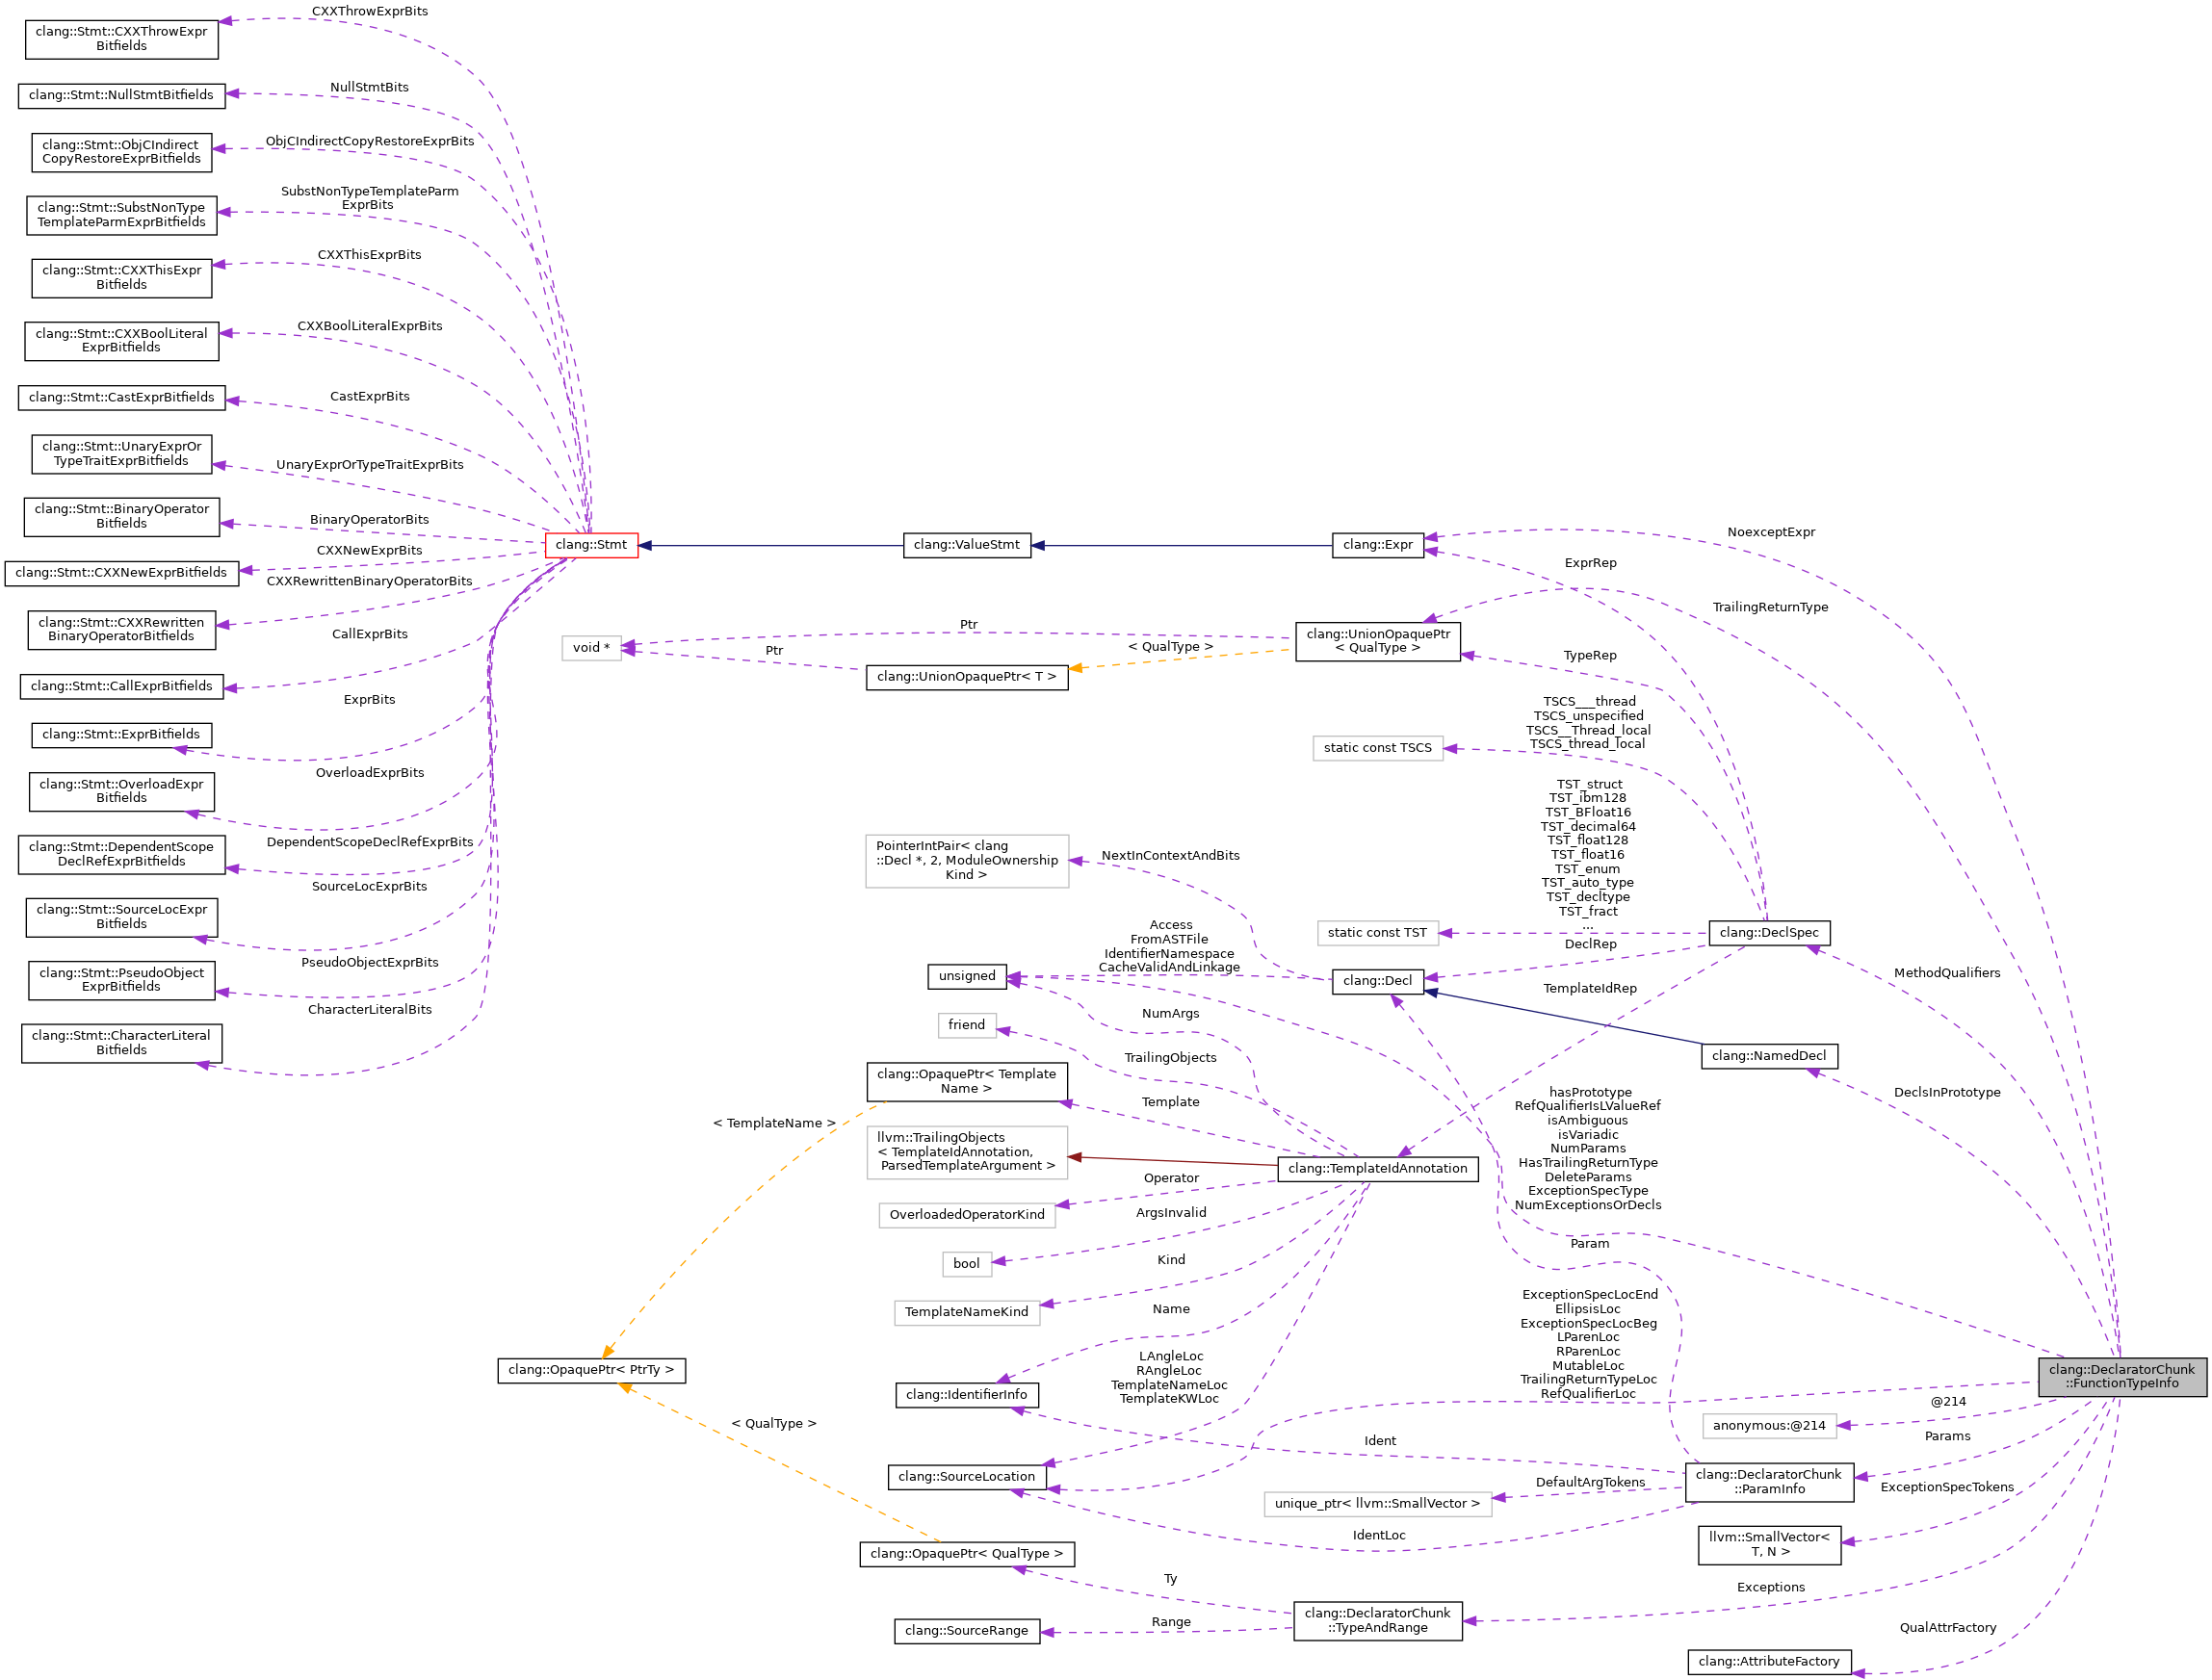 clang::Stmt::CXXThrowExpr
Bitfields
clang::Stmt::NullStmtBitfields
clang::Stmt::ObjCIndirect
CopyRestoreExprBitfields
clang::Stmt::SubstNonType
TemplateParmExprBitfields
clang::Stmt::CXXThisExpr
Bitfields
clang::Stmt::CXXBoolLiteral
ExprBitfields
clang::Stmt::CastExprBitfields
clang::Stmt::UnaryExprOr
TypeTraitExprBitfields
clang::Stmt::BinaryOperator
Bitfields
clang::Stmt::CXXNewExprBitfields
clang::Stmt::CXXRewritten
BinaryOperatorBitfields
clang::Stmt::CallExprBitfields
clang::Stmt::ExprBitfields
clang::Stmt::OverloadExpr
Bitfields
clang::Stmt::DependentScope
DeclRefExprBitfields
clang::Stmt::SourceLocExpr
Bitfields
clang::Stmt::PseudoObject
ExprBitfields
clang::Stmt::CharacterLiteral
Bitfields
CXXThrowExprBits
NullStmtBits
ObjCIndirectCopyRestoreExprBits
SubstNonTypeTemplateParm
ExprBits
CXXThisExprBits
CXXBoolLiteralExprBits
CastExprBits
UnaryExprOrTypeTraitExprBits
BinaryOperatorBits
CXXNewExprBits
CXXRewrittenBinaryOperatorBits
CallExprBits
ExprBits
OverloadExprBits
DependentScopeDeclRefExprBits
SourceLocExprBits
PseudoObjectExprBits
CharacterLiteralBits
clang::Stmt
void *
clang::OpaquePtr< PtrTy >
Ptr
Ptr
< TemplateName >
< QualType >
clang::ValueStmt
clang::UnionOpaquePtr< T >
PointerIntPair< clang
::Decl *, 2, ModuleOwnership
Kind >
unsigned
friend
clang::OpaquePtr< Template
Name >
llvm::TrailingObjects
< TemplateIdAnnotation,
ParsedTemplateArgument >
OverloadedOperatorKind
bool
TemplateNameKind
clang::IdentifierInfo
clang::SourceLocation
clang::OpaquePtr< QualType >
clang::SourceRange
< QualType >
NextInContextAndBits
Access
FromASTFile
IdentifierNamespace
CacheValidAndLinkage
NumArgs
TrailingObjects
Template
Operator
ArgsInvalid
Kind
Name
LAngleLoc
RAngleLoc
TemplateNameLoc
TemplateKWLoc
Ty
Range
clang::Expr
clang::UnionOpaquePtr
< QualType >
static const TSCS
static const TST
clang::Decl
clang::TemplateIdAnnotation
Ident
unique_ptr< llvm::SmallVector >
IdentLoc
clang::DeclaratorChunk
::TypeAndRange
ExprRep
TypeRep
TSCS___thread
TSCS_unspecified
TSCS__Thread_local
TSCS_thread_local
TST_struct
TST_ibm128
TST_BFloat16
TST_decimal64
TST_float128
TST_float16
TST_enum
TST_auto_type
TST_decltype
TST_fract
...
DeclRep
TemplateIdRep
hasPrototype
RefQualifierIsLValueRef
isAmbiguous
isVariadic
NumParams
HasTrailingReturnType
DeleteParams
ExceptionSpecType
NumExceptionsOrDecls
Param
ExceptionSpecLocEnd
EllipsisLoc
ExceptionSpecLocBeg
LParenLoc
RParenLoc
MutableLoc
TrailingReturnTypeLoc
RefQualifierLoc
DefaultArgTokens
NoexceptExpr
TrailingReturnType
clang::DeclSpec
clang::NamedDecl
anonymous:@214
clang::DeclaratorChunk
::ParamInfo
llvm::SmallVector<
T, N >
Exceptions
clang::AttributeFactory
MethodQualifiers
DeclsInPrototype
@214
Params
ExceptionSpecTokens
QualAttrFactory
clang::DeclaratorChunk
::FunctionTypeInfo